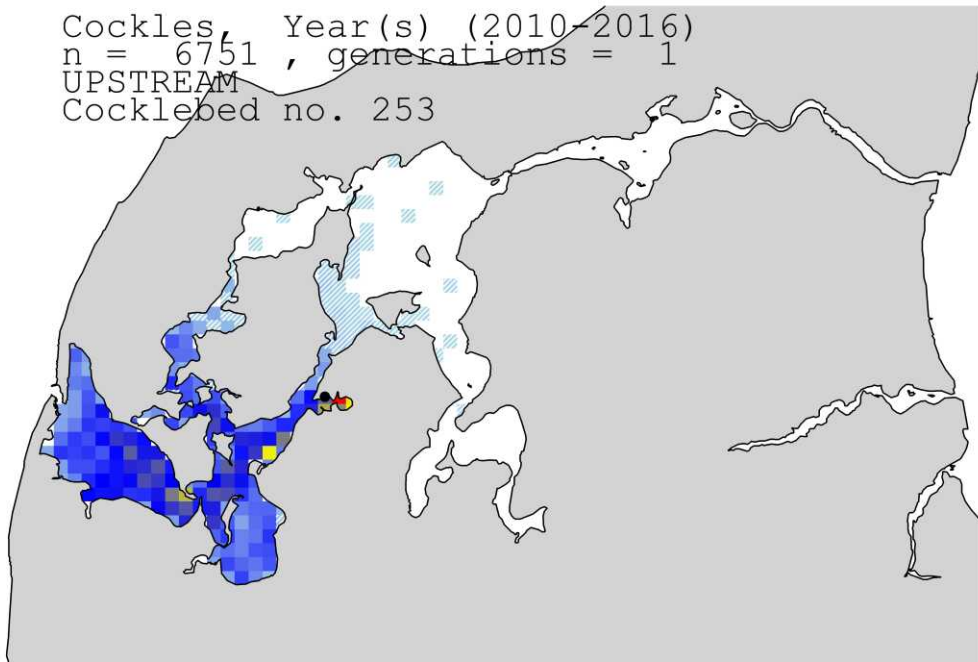 Cockles, Year(s) (2010-2016)
n = 6751 , generations = 1
UPSTREAM
Cocklebed no. 253